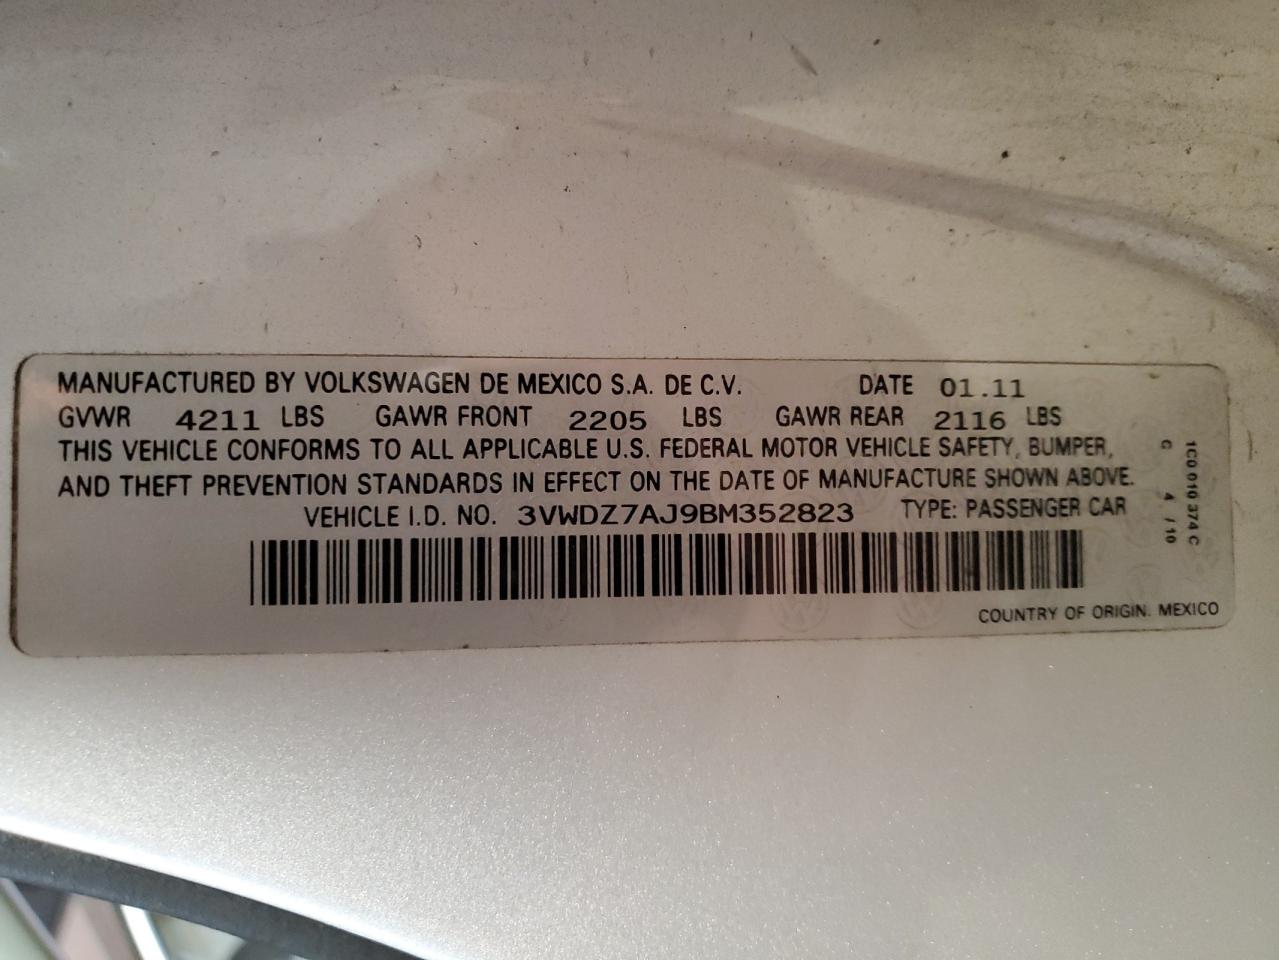 MANUFACTURED BY VOLKSWAGEN DE MEXICO S.A. DE C.V. DATE 01.11
GVWR 4211 LBS GAWR FRONT 2205 LBS GAWR REAR 2116 LBS
THIS VEHICLE CONFORMS TO ALL APPLICABLE U.S. FEDERAL MOTOR VEHICLE SAFETY, BUMPER,
AND THEFT PREVENTION STANDARDS IN EFFECT ON THE DATE OF MANUFACTURE SHOWN ABOVE.
VEHICLE I.D. NO. 3VWDZ7AJ9BM352823 TYPE: PASSENGER CAR
COUNTRY OF ORIGIN. MEXICO
1C0 010 374 C
C 4 / 10